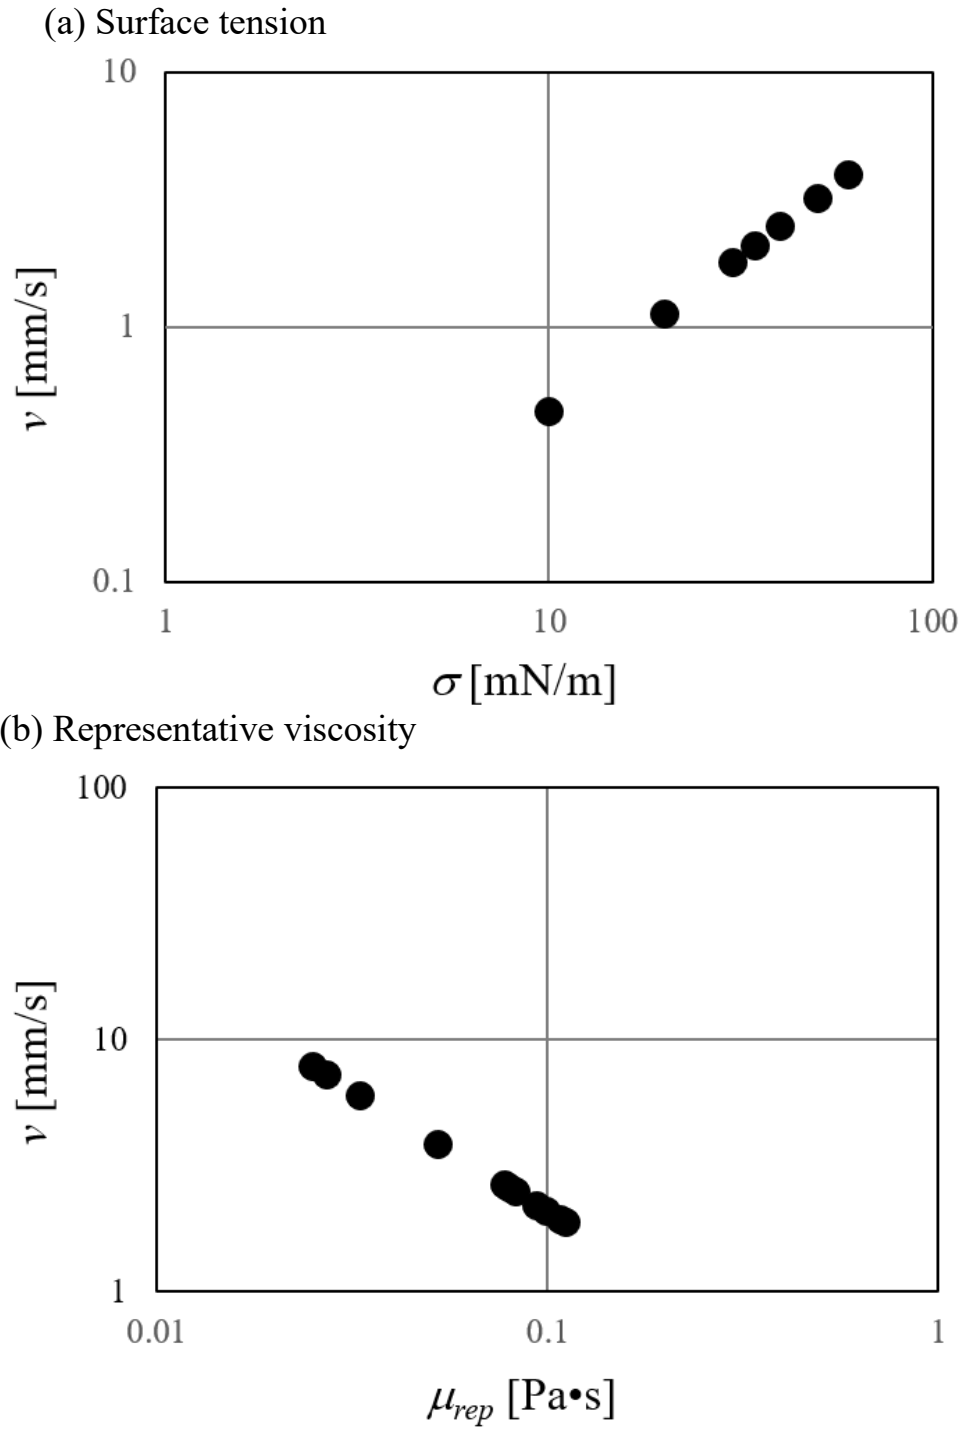 (a) Surface tension
10
1
0.1
v [mm/s]
1 10 100
σ [mN/m]
(b) Representative viscosity
100
10
1
v [mm/s]
0.01 0.1 1
μrep [Pa•s]